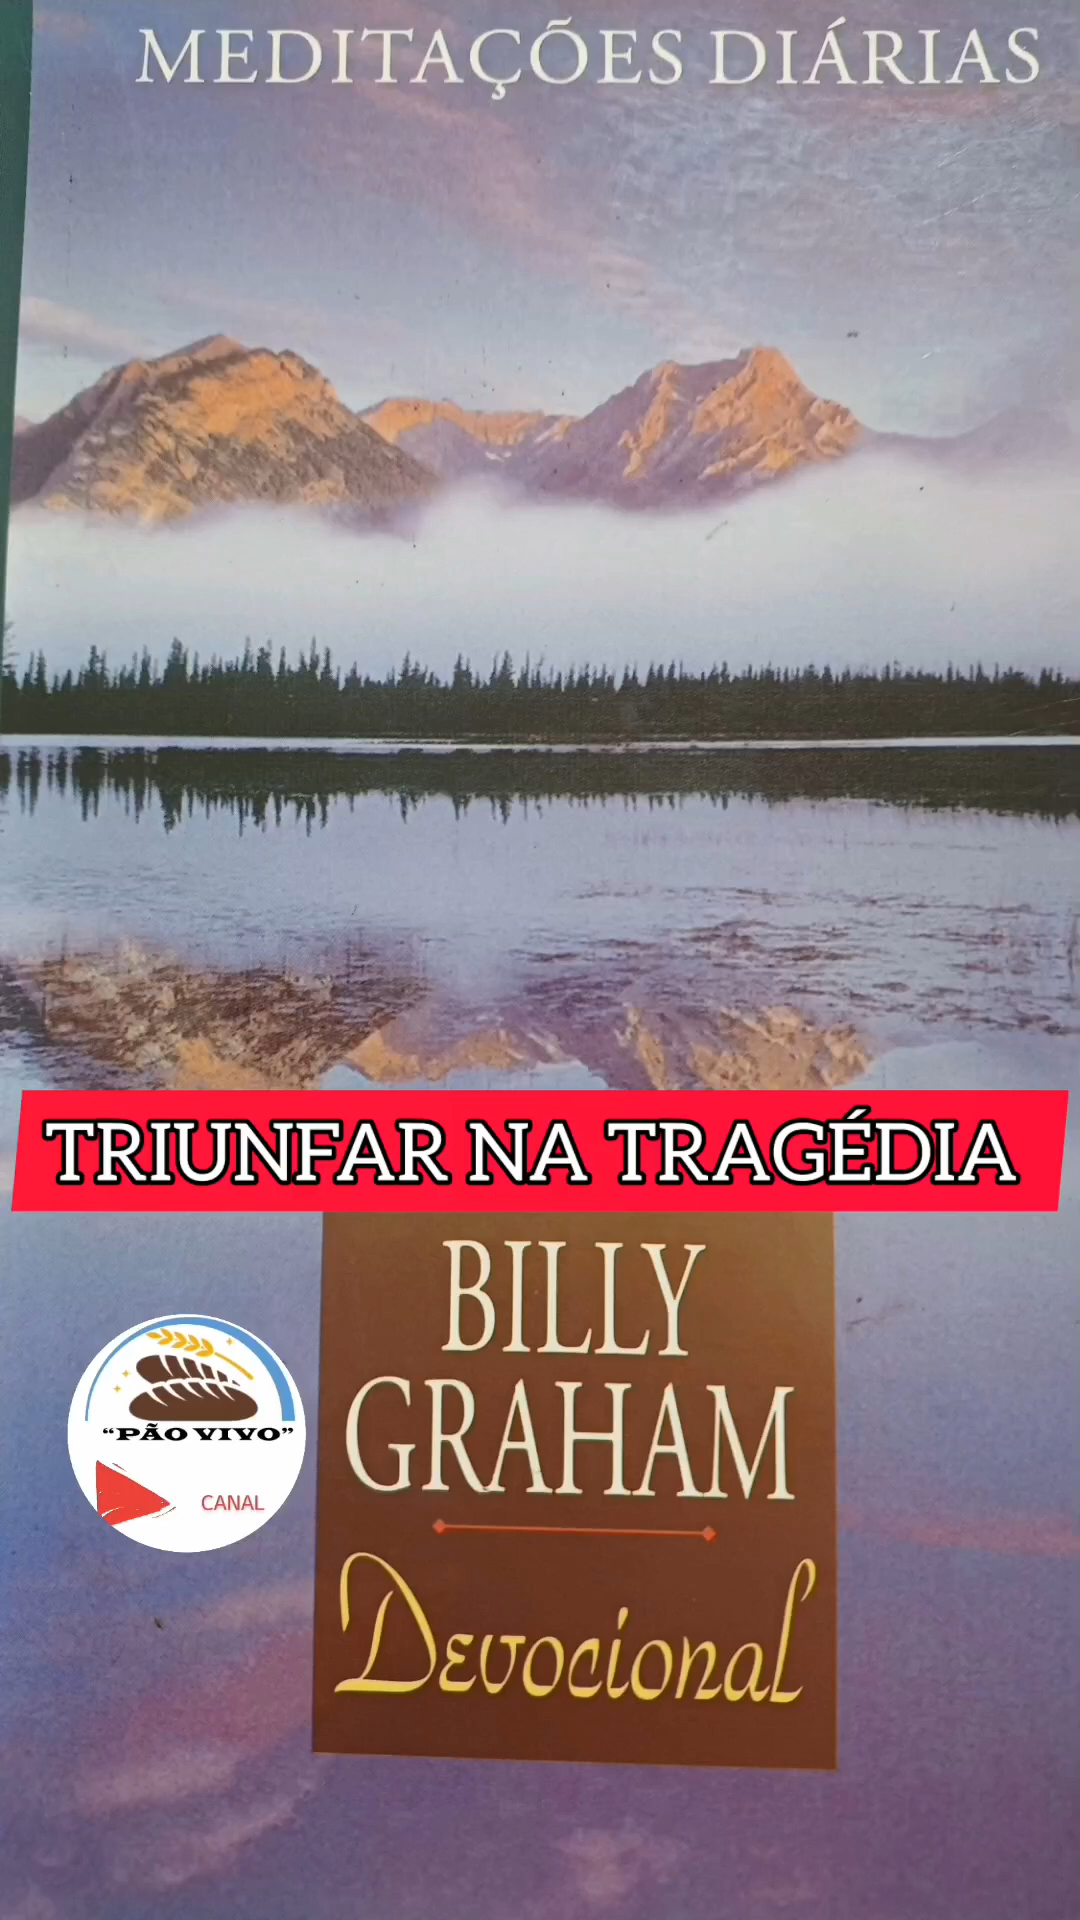 MEDITAÇÕES DIÁRIAS
TRIUNFAR NA TRAGÉDIA
BILLY
GRAHAM
Devocional
“PÃO VIVO”
CANAL